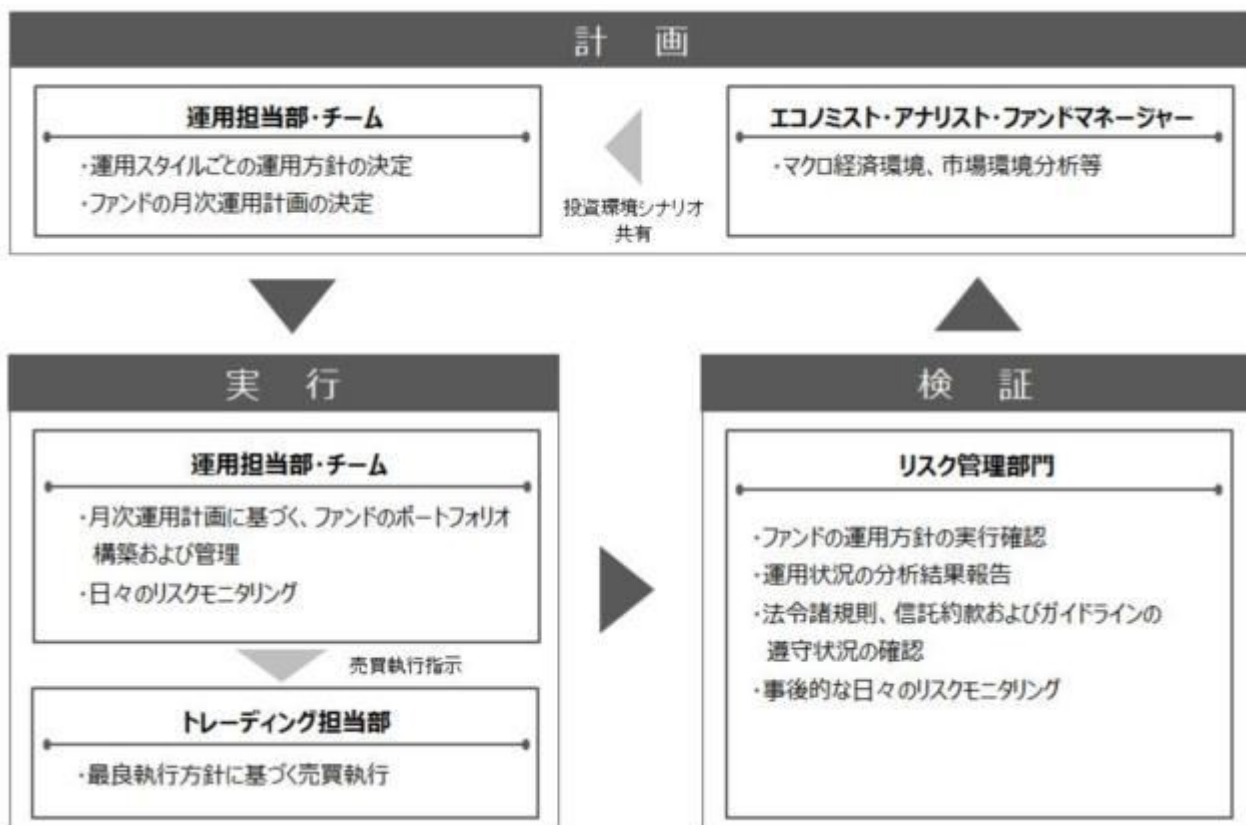 計 画
運用担当部・チーム
・運用スタイルごとの運用方針の決定
・ファンドの月次運用計画の決定
投資環境シナリオ
共有
エコノミスト・アナリスト・ファンドマネージャー
・マクロ経済環境、市場環境分析等
実 行
運用担当部・チーム
・月次運用計画に基づく、ファンドのポートフォリオ
構築および管理
・日々のリスクモニタリング
売買執行指示
トレーディング担当部
・最良執行方針に基づく売買執行
検 証
リスク管理部門
・ファンドの運用方針の実行確認
・運用状況の分析結果報告
・法令諸規則、信託約款およびガイドラインの
遵守状況の確認
・事後的な日々のリスクモニタリング